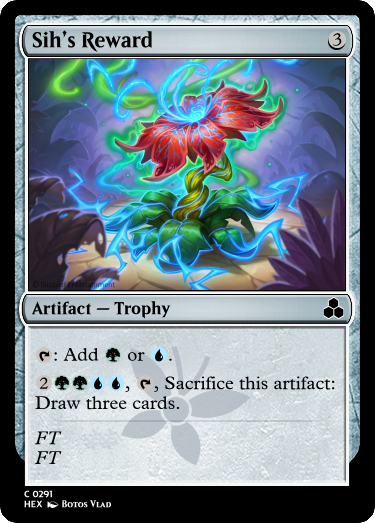 Sih's Reward 3
Artifact — Trophy
: Add or .
2 , , Sacrifice this artifact:
Draw three cards.
FT
FT
C 0291
HEX Botos Vlad